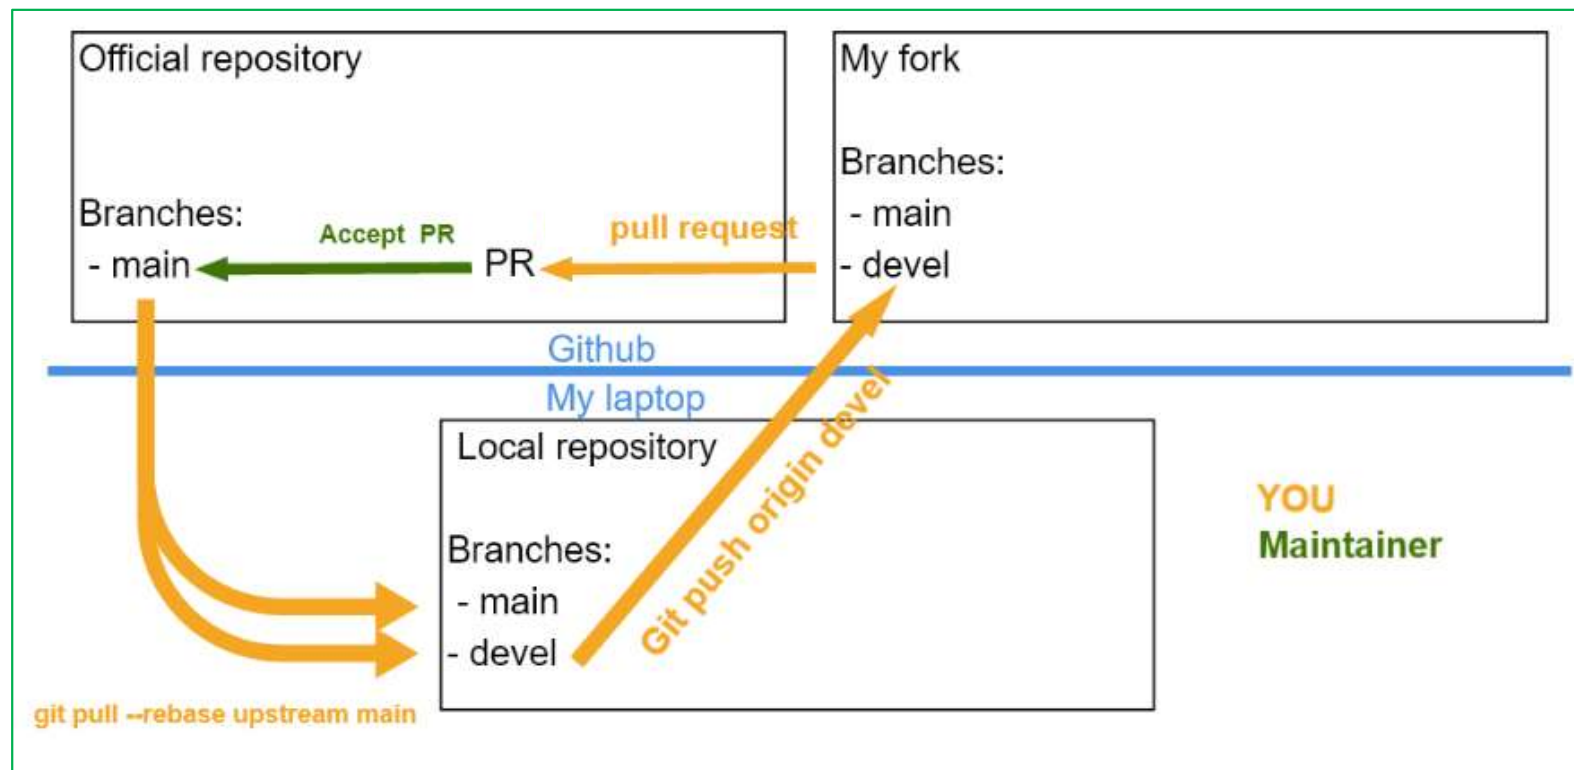 Official repository
Branches:
- main
Accept PR
PR
pull request
My fork
Branches:
- main
- devel
Github
My laptop
Local repository
Branches:
- main
- devel
Git push origin devel
git pull --rebase upstream main
YOU
Maintainer